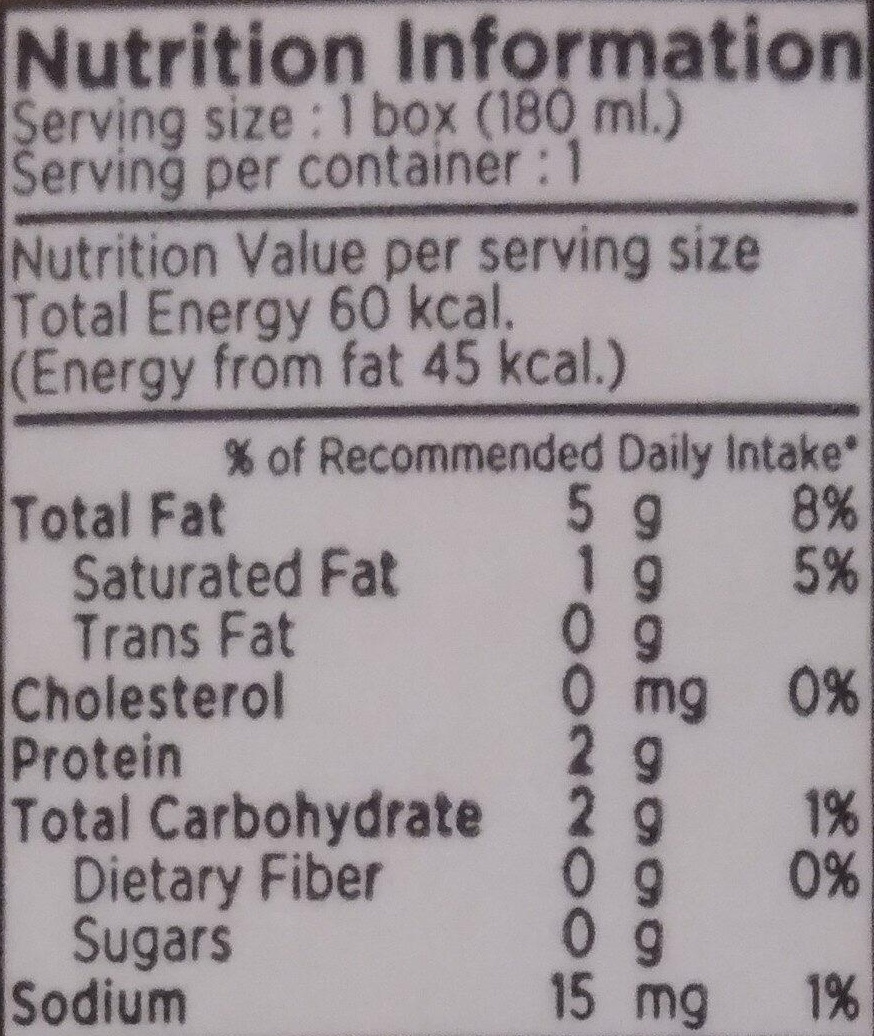 Nutrition Information
Serving size : 1 box (180 ml.)
Serving per container : 1
Nutrition Value per serving size
Total Energy 60 kcal.
(Energy from fat 45 kcal.)
% of Recommended Daily Intake*
Total Fat 5 g 8%
Saturated Fat 1 g 5%
Trans Fat 0 g
Cholesterol 0 mg 0%
Protein 2 g
Total Carbohydrate 2 g 1%
Dietary Fiber 0 g 0%
Sugars 0 g
Sodium 15 mg 1%